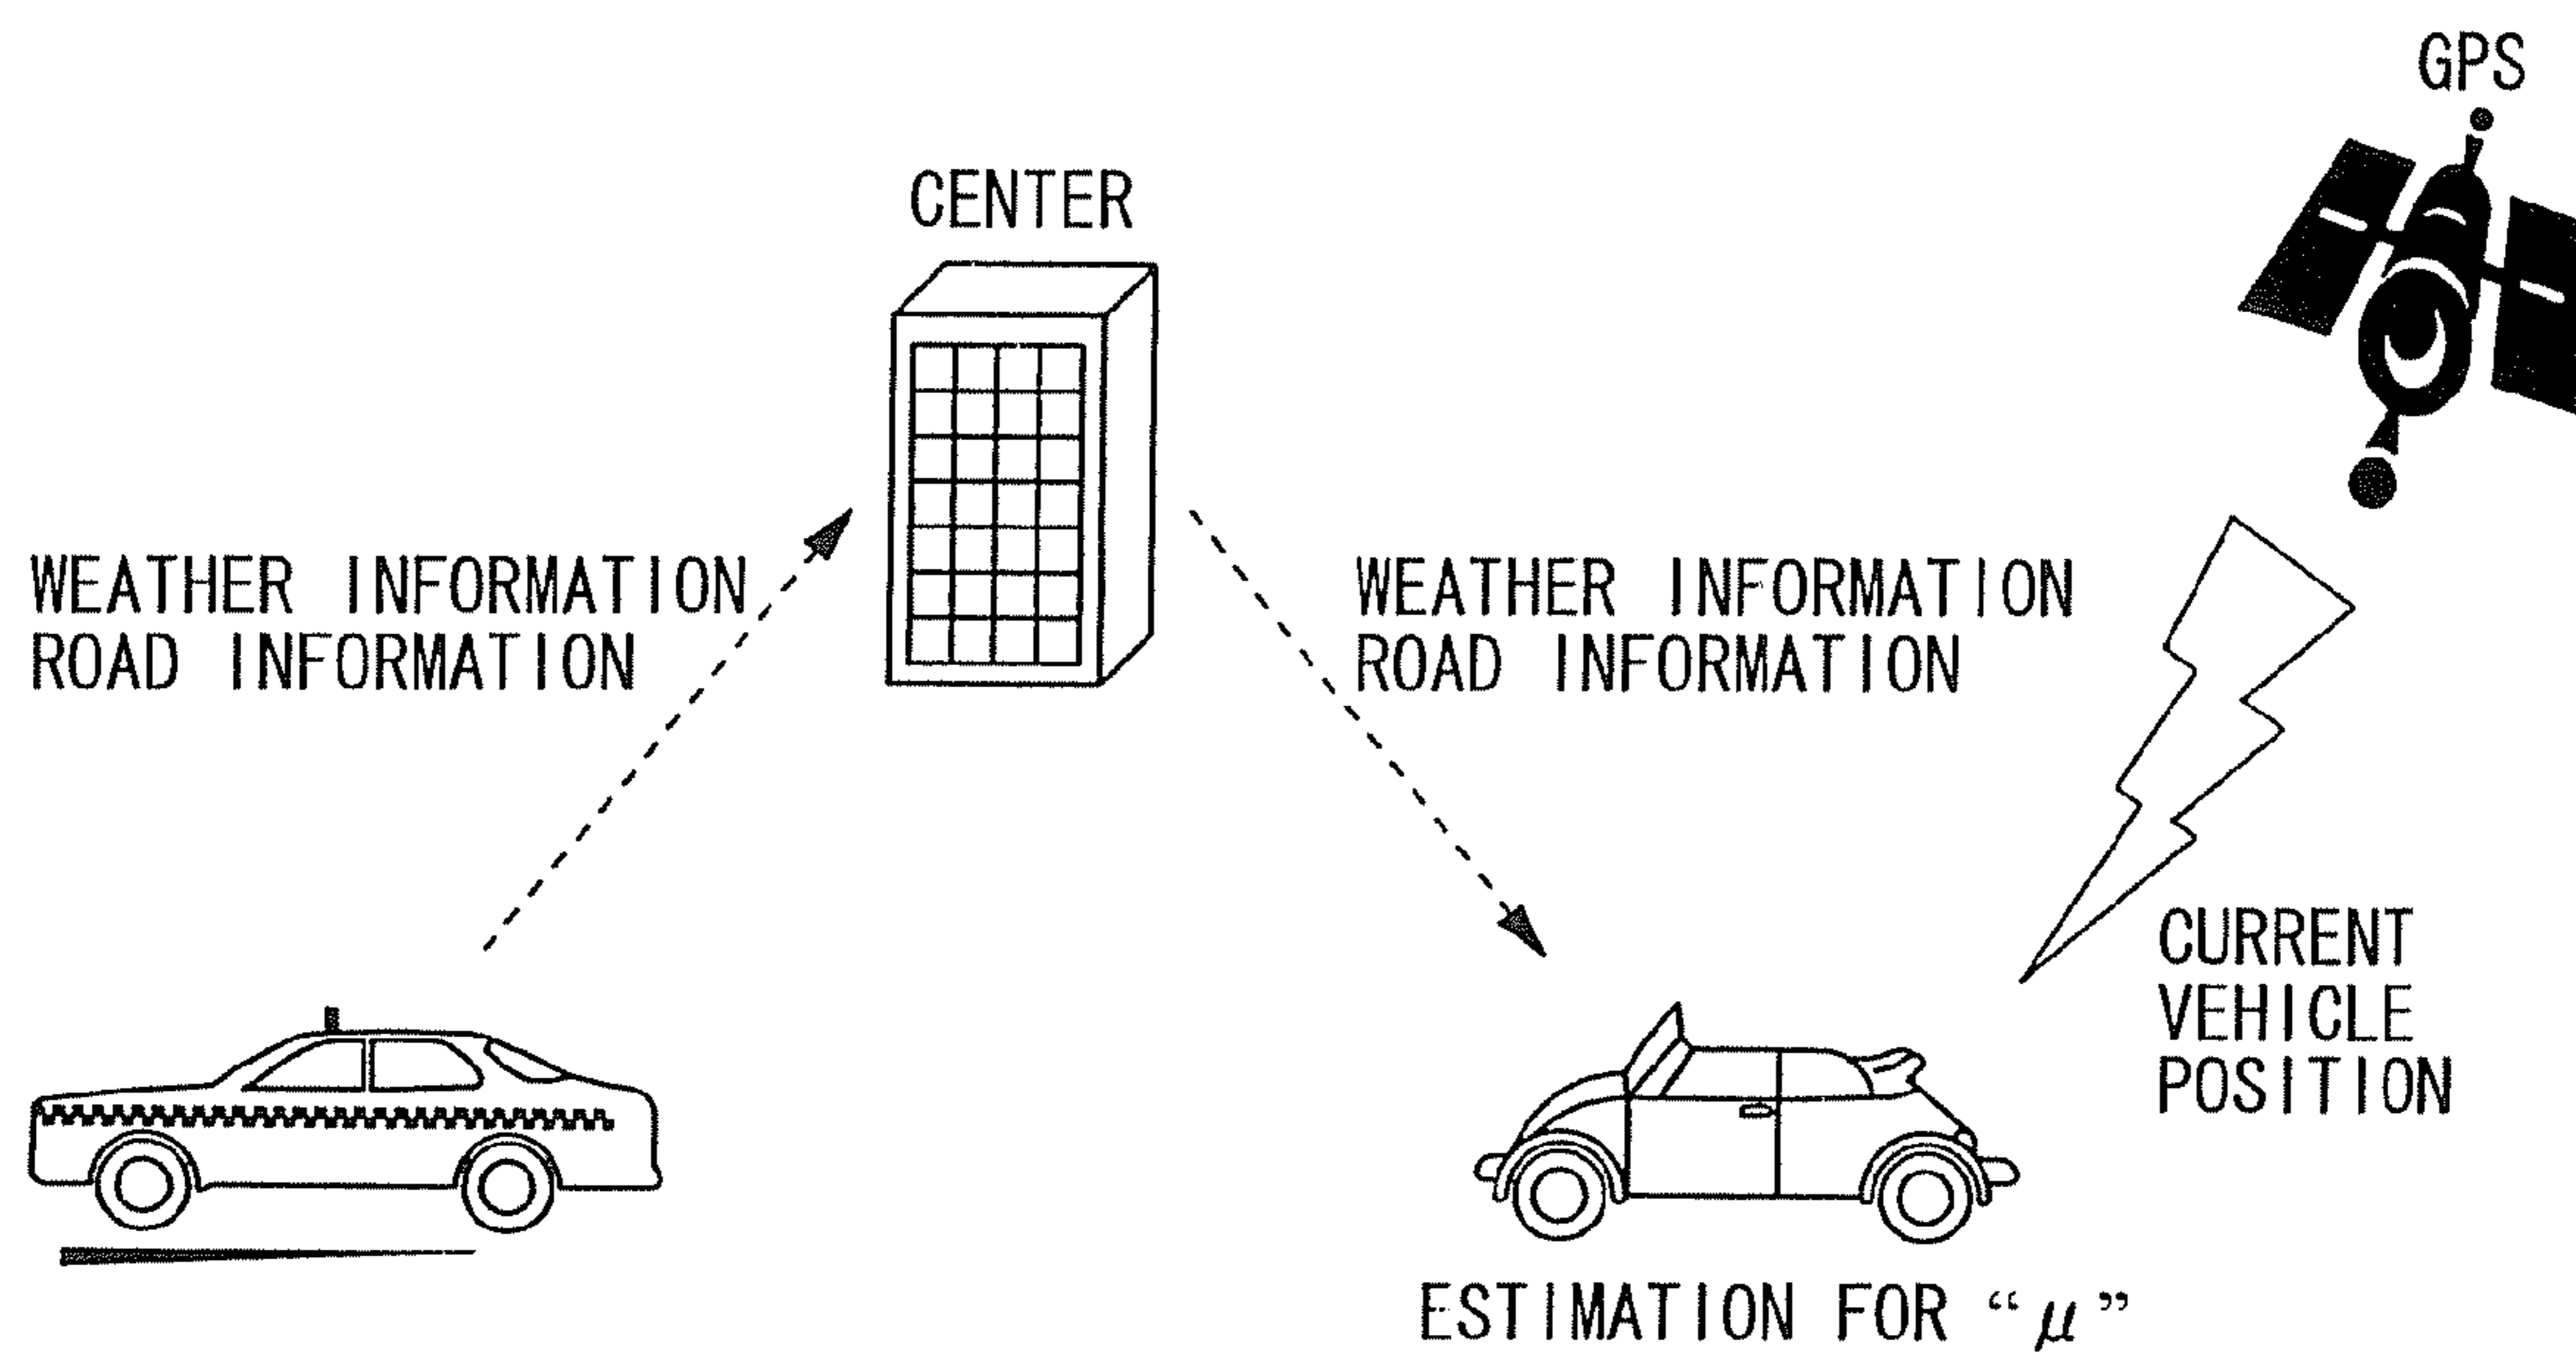 GPS
CENTER
WEATHER INFORMATION
ROAD INFORMATION
WEATHER INFORMATION
ROAD INFORMATION
CURRENT
VEHICLE
POSITION
ESTIMATION FOR “μ”